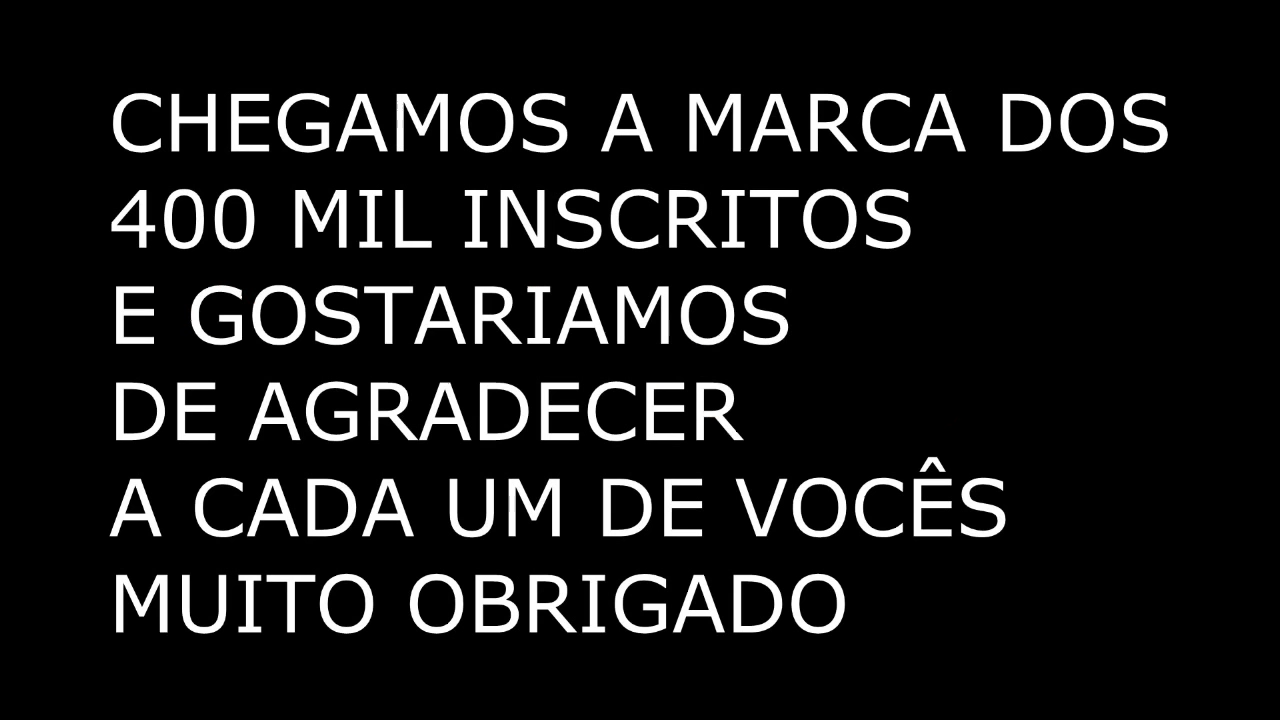 CHEGAMOS A MARCA DOS
400 MIL INSCRITOS
E GOSTARIAMOS
DE AGRADECER
A CADA UM DE VOCÊS
MUITO OBRIGADO